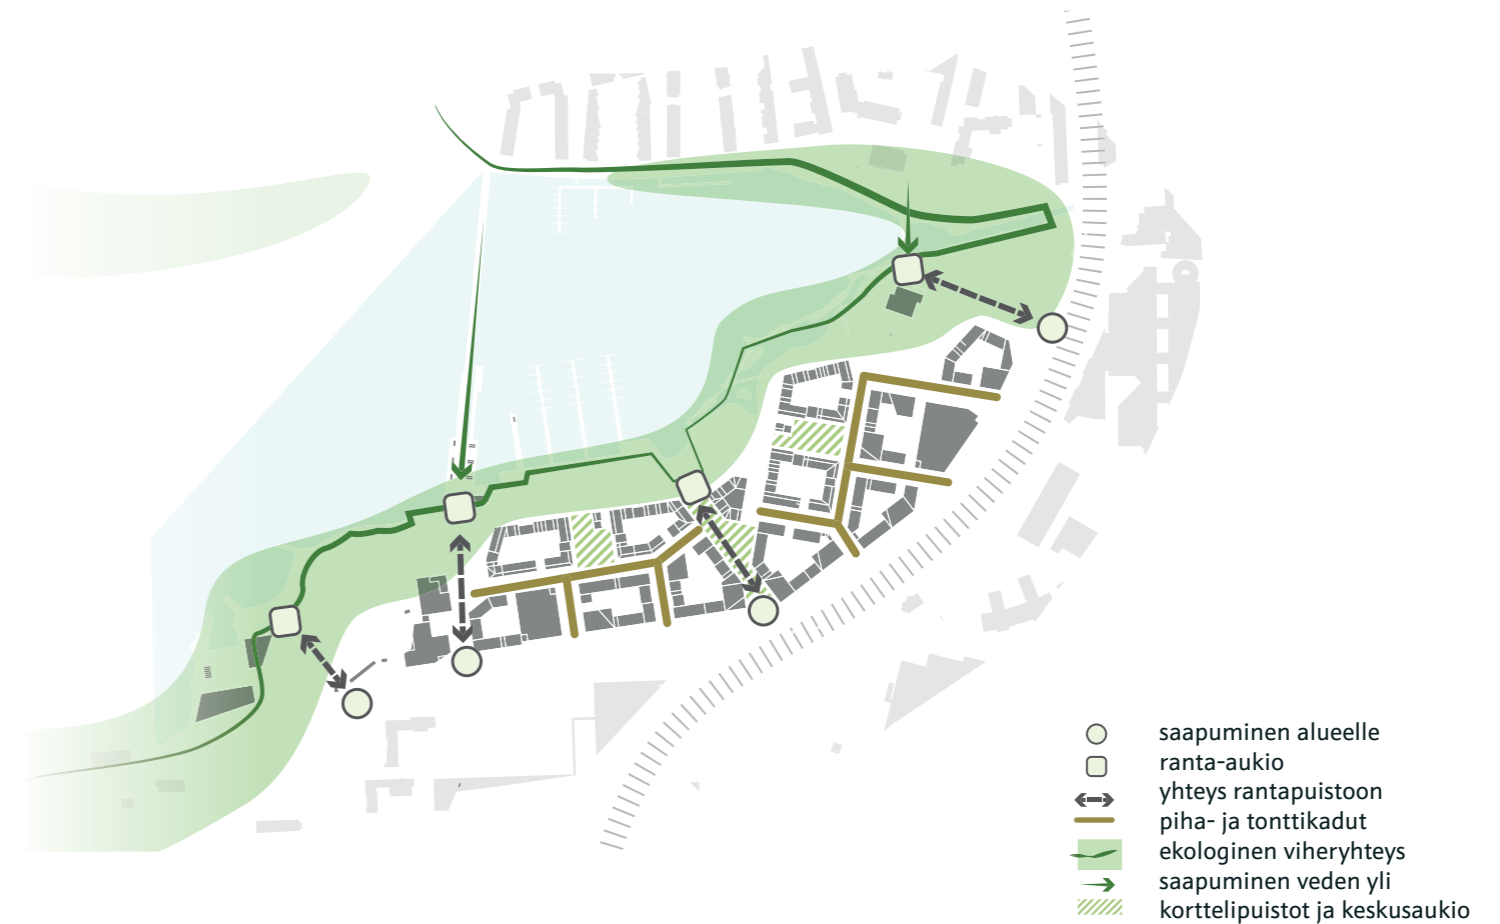 saapuminen alueelle
ranta-aukio
yhteys rantapuistoon
piha- ja tonttikadut
ekologinen viheryhteys
saapuminen veden yli
korttelipuistot ja keskusaukio